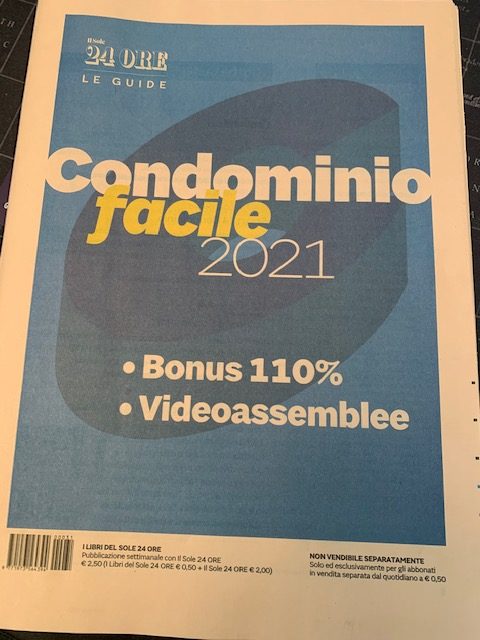 Il Sole
24 ORE
LE GUIDE
Condominio
facile
2021
• Bonus 110%
• Videoassemblee
00031
I LIBRI DEL SOLE 24 ORE
Pubblicazione settimanale con Il Sole 24 ORE
€ 2,50 (I Libri del Sole 24 ORE € 0,50 + Il Sole 24 ORE € 2,00)
NON VENDIBILE SEPARATAMENTE
Solo ed esclusivamente per gli abbonati
in vendita separata dal quotidiano a € 0,50